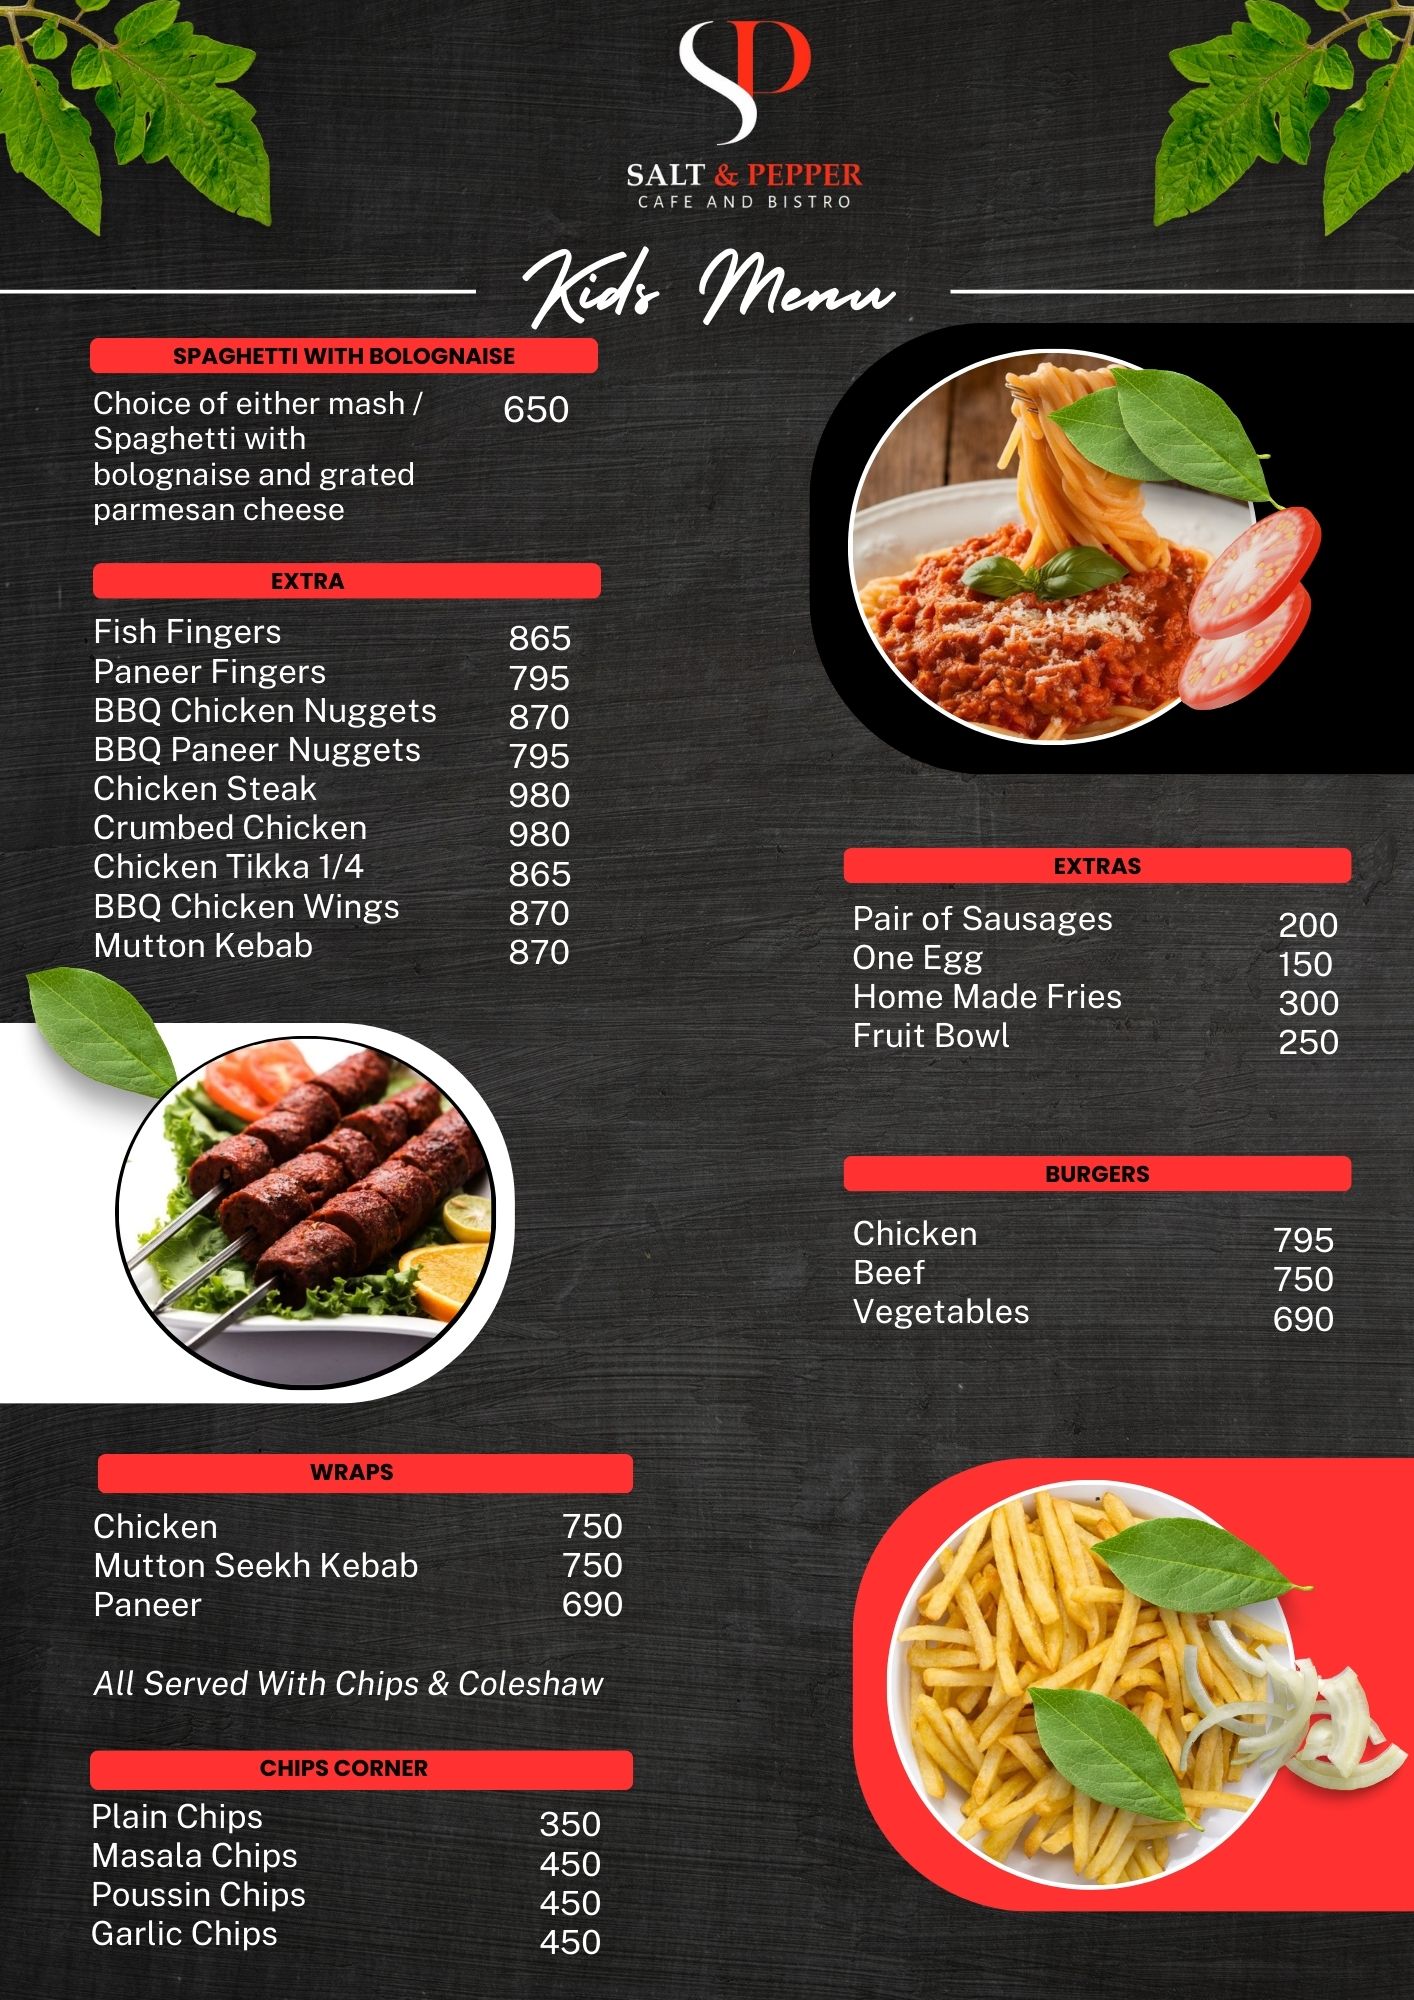 SP
SALT & PEPPER
CAFE AND BISTRO
Kids Menu
SPAGHETTI WITH BOLOGNAISE
Choice of either mash / 650
Spaghetti with
bolognaise and grated
parmesan cheese
EXTRA
Fish Fingers 865
Paneer Fingers 795
BBQ Chicken Nuggets 870
BBQ Paneer Nuggets 795
Chicken Steak 980
Crumbed Chicken 980
Chicken Tikka 1/4 865
BBQ Chicken Wings 870
Mutton Kebab 870
EXTRAS
Pair of Sausages 200
One Egg 150
Home Made Fries 300
Fruit Bowl 250
BURGERS
Chicken 795
Beef 750
Vegetables 690
WRAPS
Chicken 750
Mutton Seekh Kebab 750
Paneer 690
All Served With Chips & Coleshaw
CHIPS CORNER
Plain Chips 350
Masala Chips 450
Poussin Chips 450
Garlic Chips 450